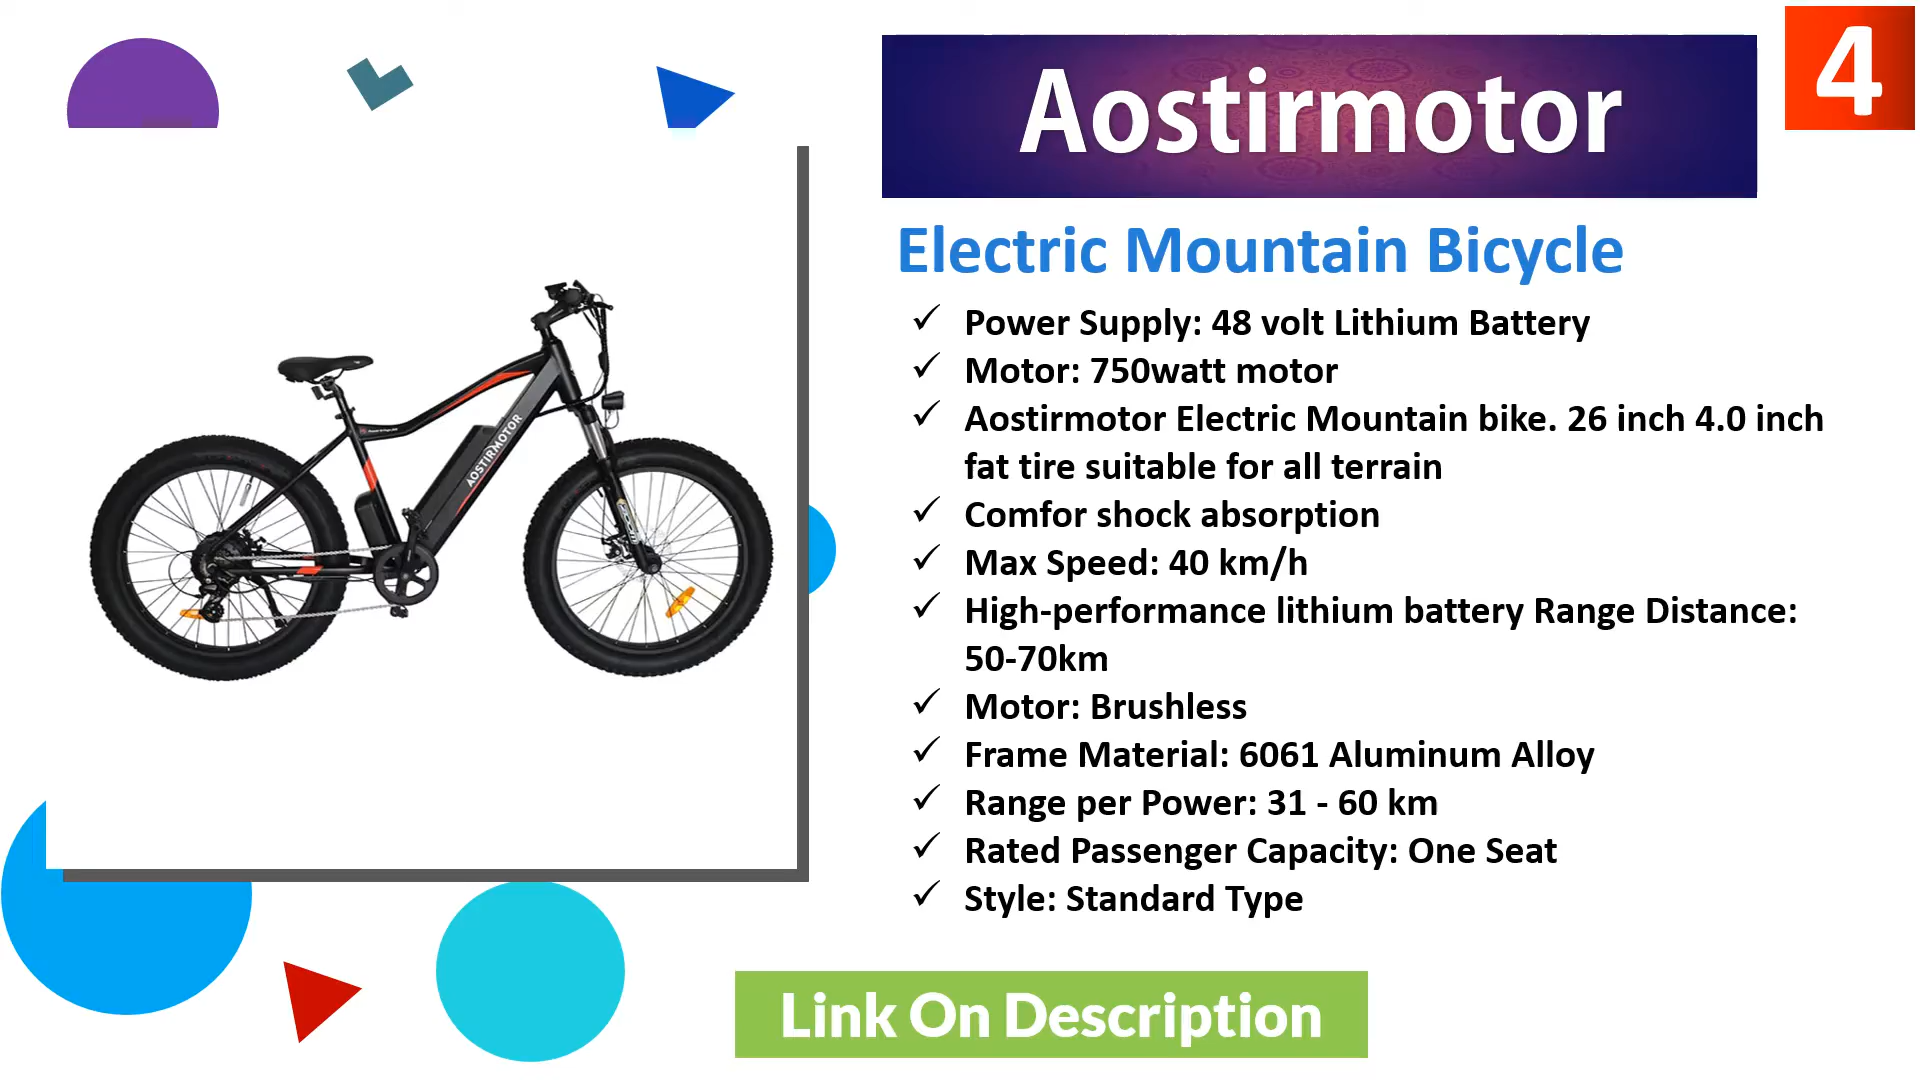 Aostirmotor
4
Electric Mountain Bicycle
✓ Power Supply: 48 volt Lithium Battery
✓ Motor: 750watt motor
✓ Aostirmotor Electric Mountain bike. 26 inch 4.0 inch
fat tire suitable for all terrain
✓ Comfor shock absorption
✓ Max Speed: 40 km/h
✓ High-performance lithium battery Range Distance:
50-70km
✓ Motor: Brushless
✓ Frame Material: 6061 Aluminum Alloy
✓ Range per Power: 31 - 60 km
✓ Rated Passenger Capacity: One Seat
✓ Style: Standard Type
AOSTIRMOTOR
Link On Description